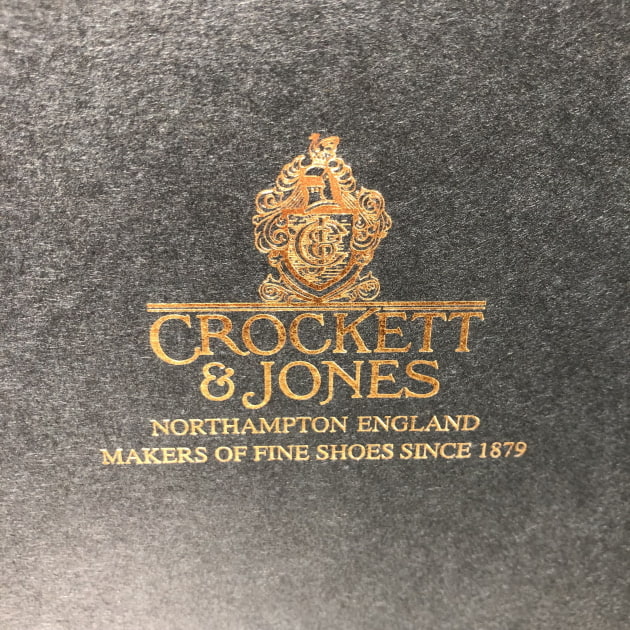 CROCKETT
& JONES
NORTHAMPTON ENGLAND
MAKERS OF FINE SHOES SINCE 1879